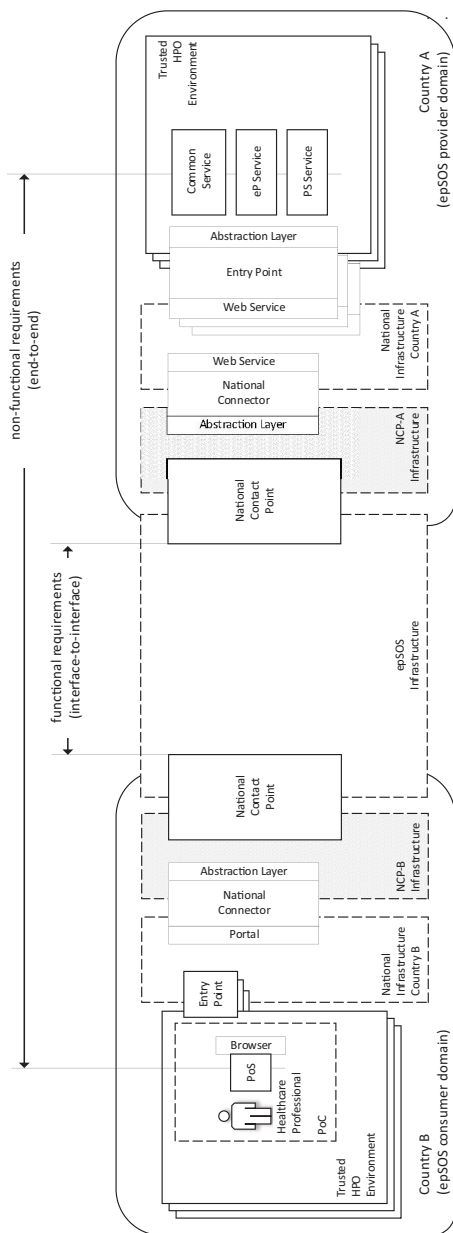 non-functional requirements
(end-to-end)
functional requirements
(interface-to-interface)
Healthcare
Professional
PoS
Browser
PoC
Trusted
HPO
Environment
Entry
Point
Country B
(epSOS consumer domain)
National
Infrastructure
Country B
Portal
National
Connector
Abstraction Layer
NCP-B
Infrastructure
National
Contact
Point
epSOS
Infrastructure
National
Contact
Point
NCP-A
Infrastructure
Abstraction Layer
National
Connector
Web Service
National
Infrastructure
Country A
Web Service
Entry Point
Abstraction Layer
Common
Service
eP Service
PS Service
Trusted
HPO
Environment
Country A
(epSOS provider domain)